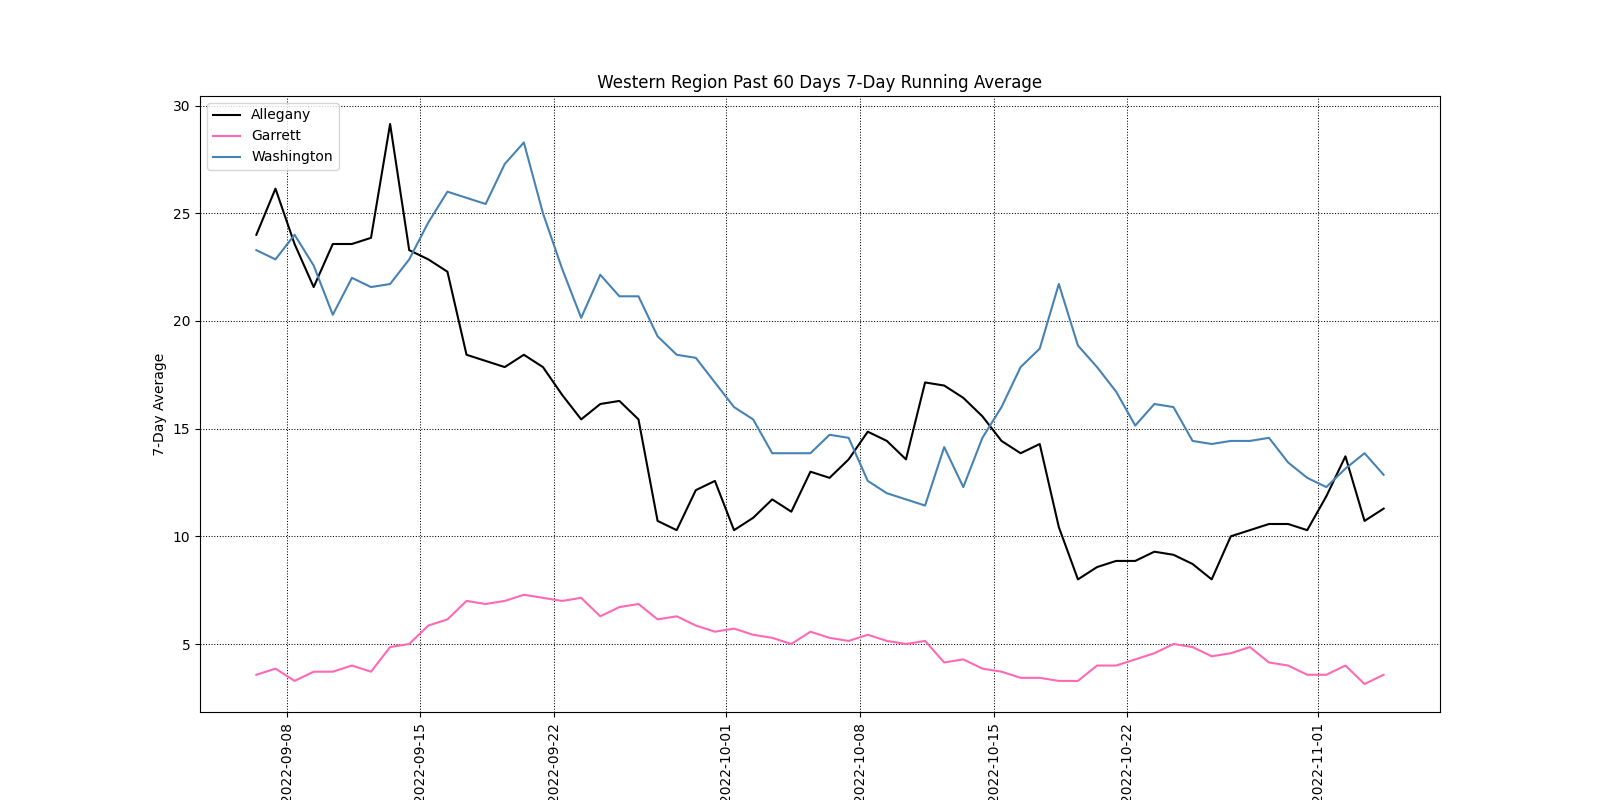 Western Region Past 60 Days 7-Day Running Average
Allegany
Garrett
Washington
7-Day Average
30
25
20
15
10
5
2022-09-08
2022-09-15
2022-09-22
2022-10-01
2022-10-08
2022-10-15
2022-10-22
2022-11-01